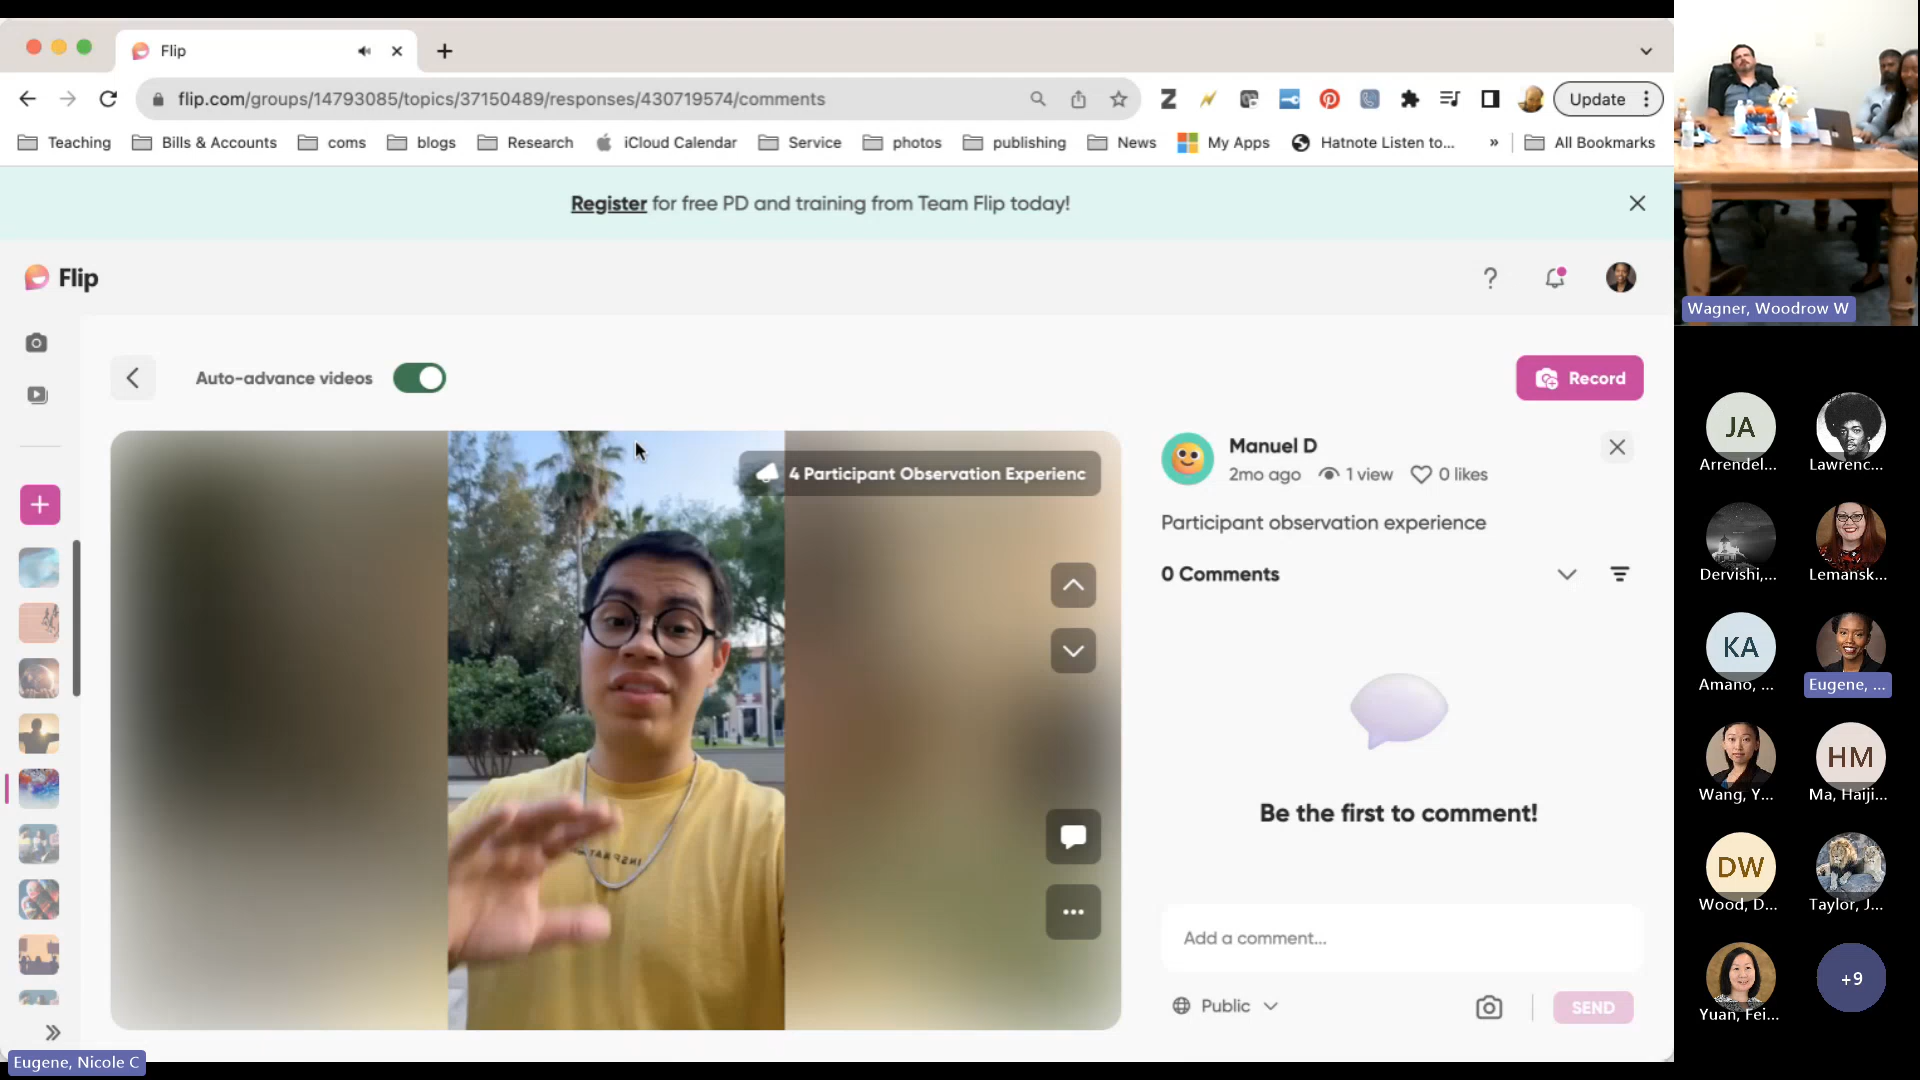 Flip
flip.com/groups/14793085/topics/37150489/responses/430719574/comments
Update
Teaching
Bills & Accounts
coms
blogs
Research
iCloud Calendar
Service
photos
publishing
News
My Apps
Hatnote Listen to...
»
All Bookmarks
Register for free PD and training from Team Flip today!
Flip
Auto-advance videos
Record
4 Participant Observation Experienc
Manuel D
2mo ago
1 view
0 likes
Participant observation experience
0 Comments
Be the first to comment!
Add a comment...
Public
SEND
Eugene, Nicole C
Wagner, Woodrow W
JA
Arrendel...
Lawrenc...
Dervishi,...
Lemansk...
KA
Amano, ...
Eugene, ...
Wang, Y...
HM
Ma, Haiji...
DW
Wood, D...
Taylor, J...
Yuan, Fei...
+9